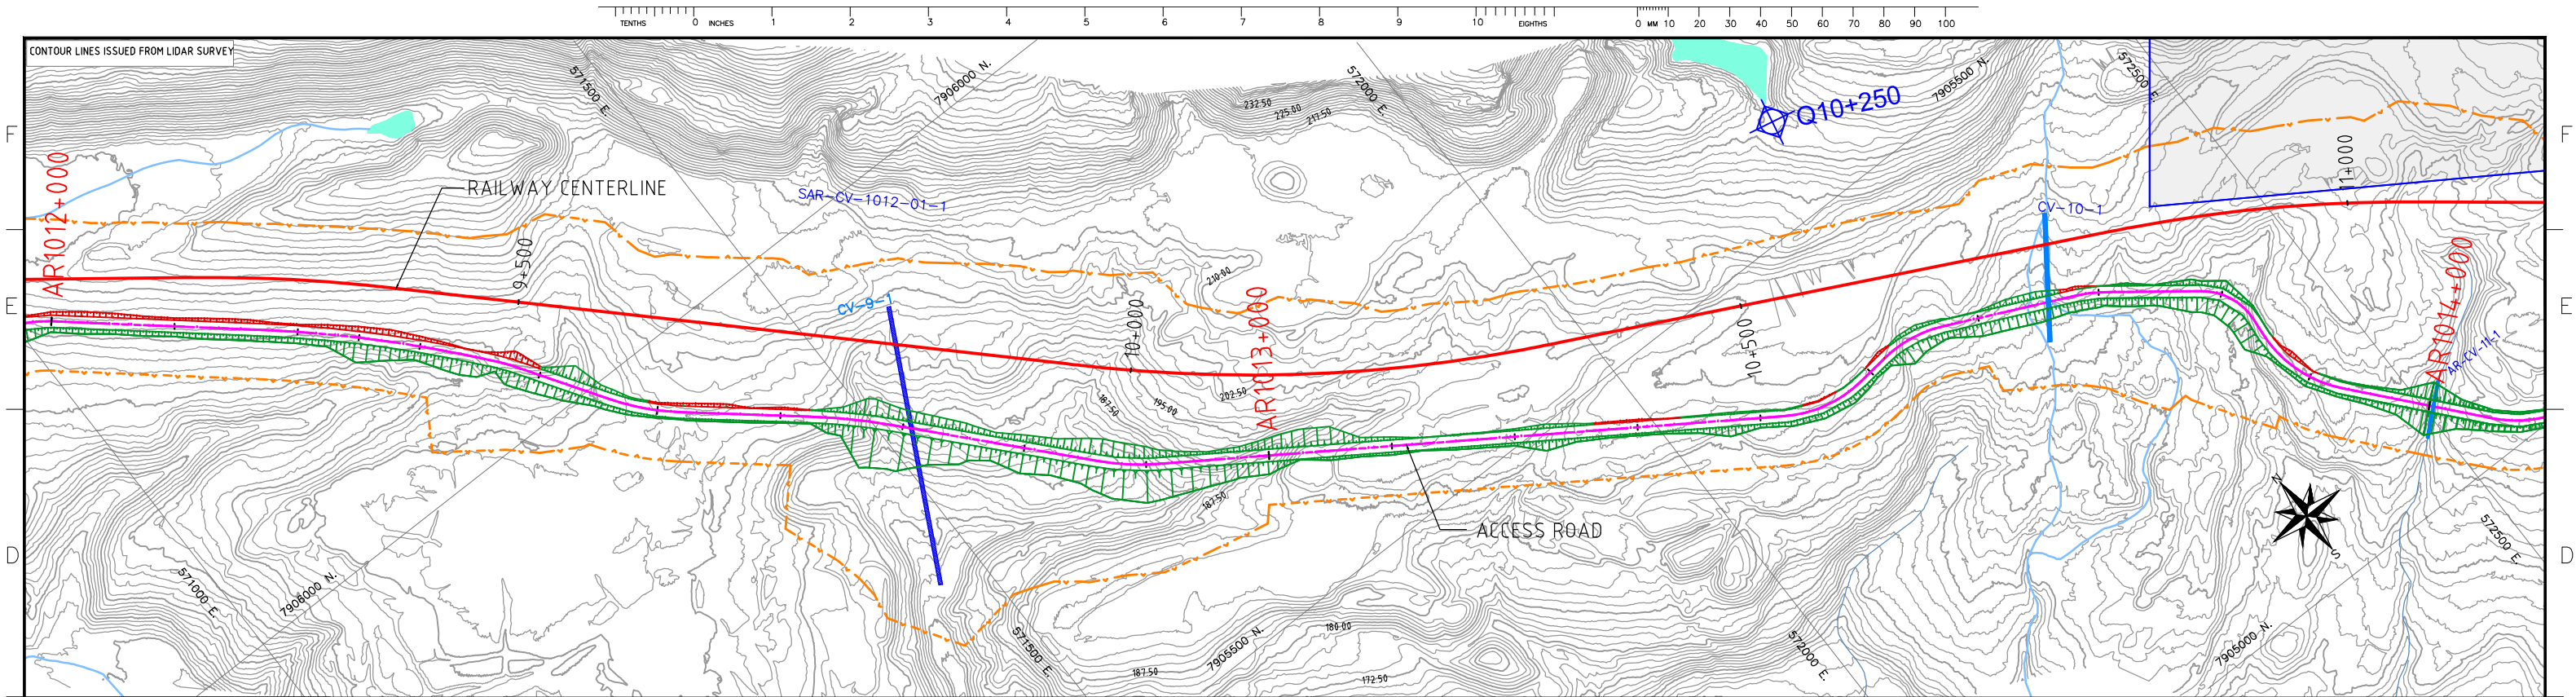 TENTHS 0 INCHES 1 2 3 4 5 6 7 8 9 10 EIGHTHS 0 MM 10 20 30 40 50 60 70 80 90 100
CONTOUR LINES ISSUED FROM LIDAR SURVEY
571500 E.
7906000 N.
232.50
225.00
217.50
572000 E.
Q10+250
7905500 N.
572500 E.
F
F
AR1012+000
RAILWAY CENTERLINE
SAR-CV-1012-01-1
11+000
CV-10-1
9+500
210.00
E
E
CV-9-1
10+000
AR1013+000
10+500
AR1014+000
AR-CV-11-1
187.50
195.00
202.50
187.50
ACCESS ROAD
N
S
572500 E.
D
D
571000 E.
7906000 N.
571500 E.
7905500 N.
180.00
572000 E.
7905000 N.
187.50
172.50